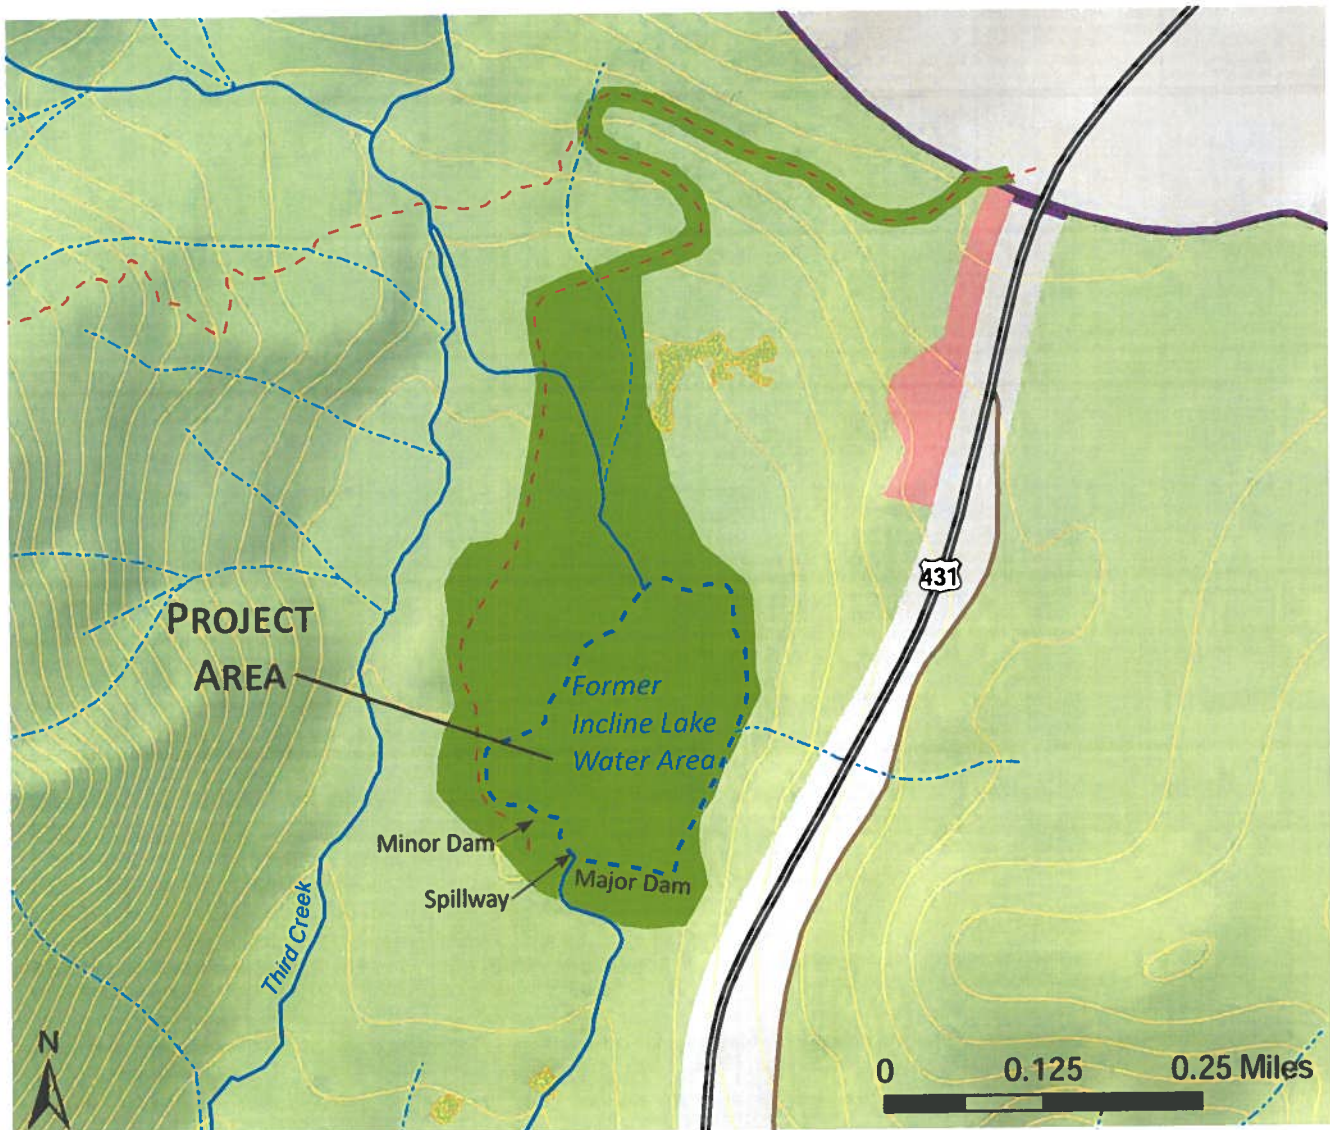 431
PROJECT
AREA
Former
Incline Lake
Water Area
Minor Dam
Spillway
Major Dam
Third Creek
N
0 0.125 0.25 Miles